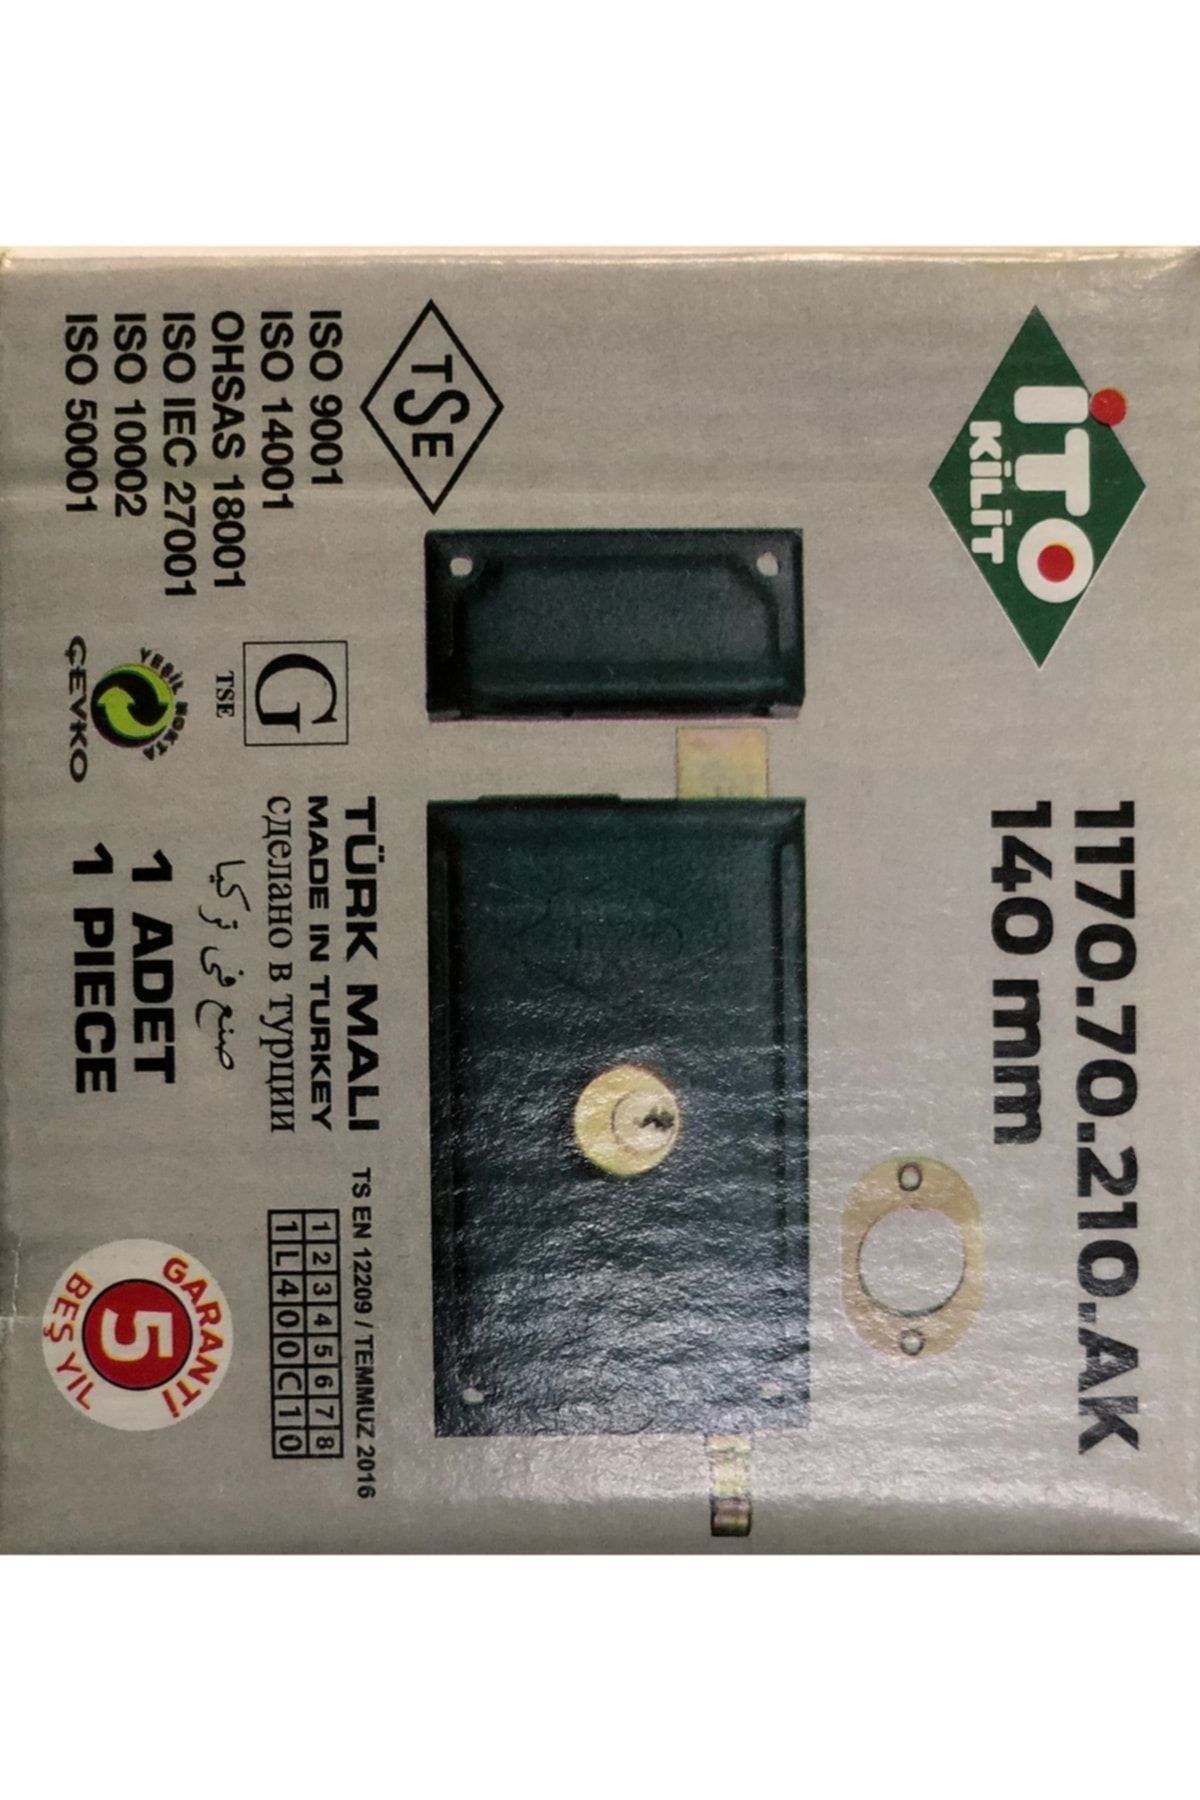 İTO
KİLİT
1170.70.210.AK
140 mm
TSE
ISO 9001
ISO 14001
OHSAS 18001
ISO IEC 27001
ISO 10002
ISO 50001
G
TSE
YEŞİL NOKTA
ÇEVKO
TÜRK MALI
MADE IN TURKEY
сделано в турции
صنع في تركيا
1 ADET
1 PIECE
TS EN 12209 / TEMMUZ 2016
1 2 3 4 5 6 7 8
1 L 4 0 0 C 1 0
GARANTİ
5
BEŞ YIL